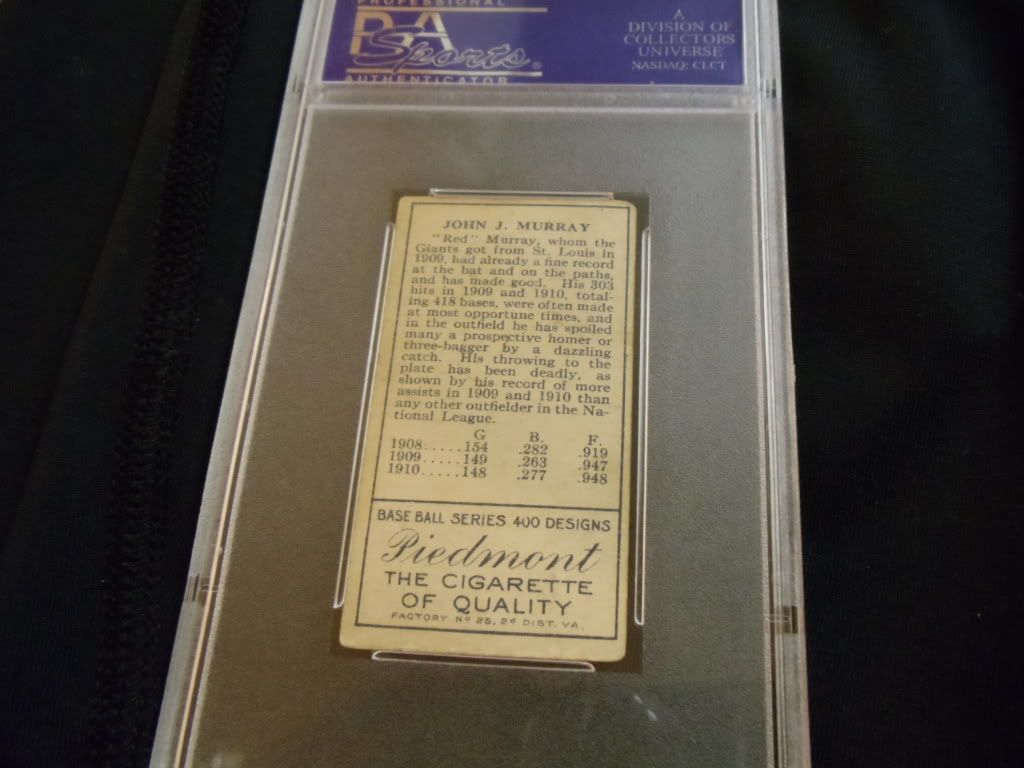 PROFESSIONAL
PSA
Sports®
AUTHENTICATOR
A
DIVISION OF
COLLECTORS
UNIVERSE
NASDAQ: CLCT
JOHN J. MURRAY
"Red" Murray, whom the
Giants got from St. Louis in
1909, had already a fine record
at the bat and on the paths,
and has made good. His 303
hits in 1909 and 1910, total-
ing 418 bases, were often made
at most opportune times, and
in the outfield he has spoiled
many a prospective homer or
three-bagger by a dazzling
catch. His throwing to the
plate has been deadly, as
shown by his record of more
assists in 1909 and 1910 than
any other outfielder in the Na-
tional League.
G B. F.
1908.....154 .282 .919
1909.....149 .263 .947
1910.....148 .277 .948
BASE BALL SERIES 400 DESIGNS
Piedmont
THE CIGARETTE
OF QUALITY
FACTORY Nº 25, 2d DIST. VA.